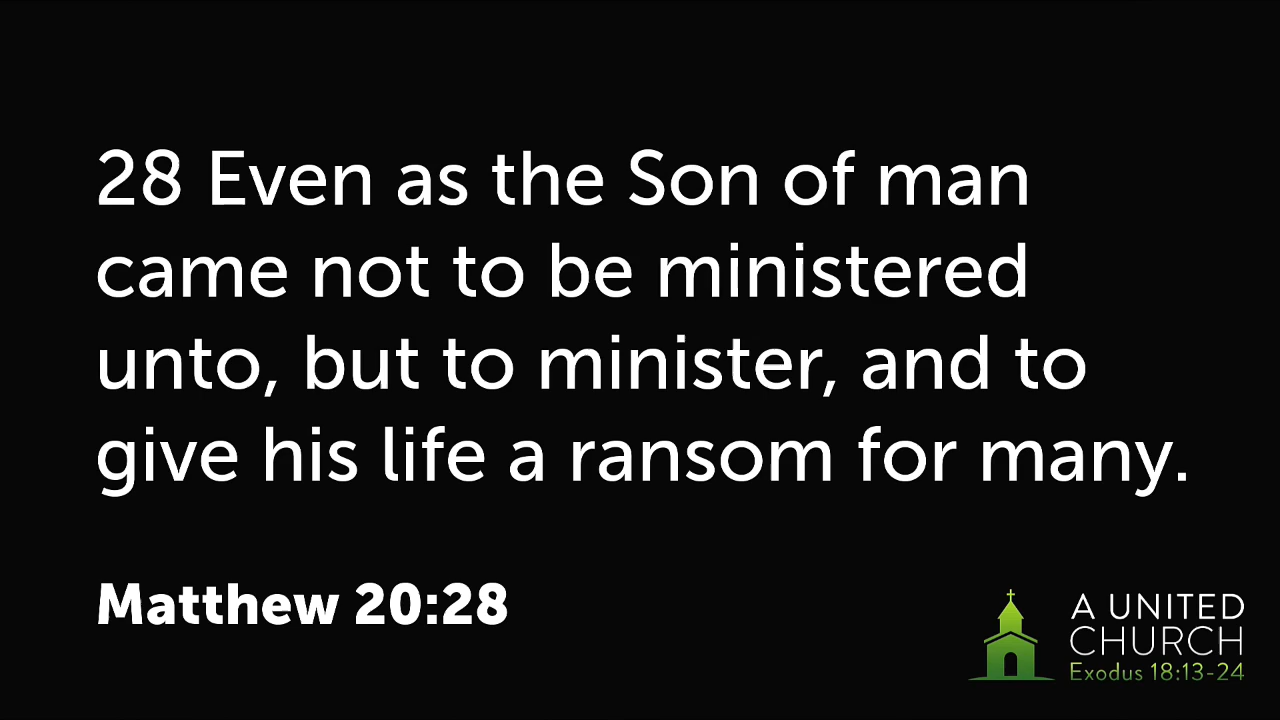 28 Even as the Son of man
came not to be ministered
unto, but to minister, and to
give his life a ransom for many.
Matthew 20:28
A UNITED
CHURCH
Exodus 18:13-24